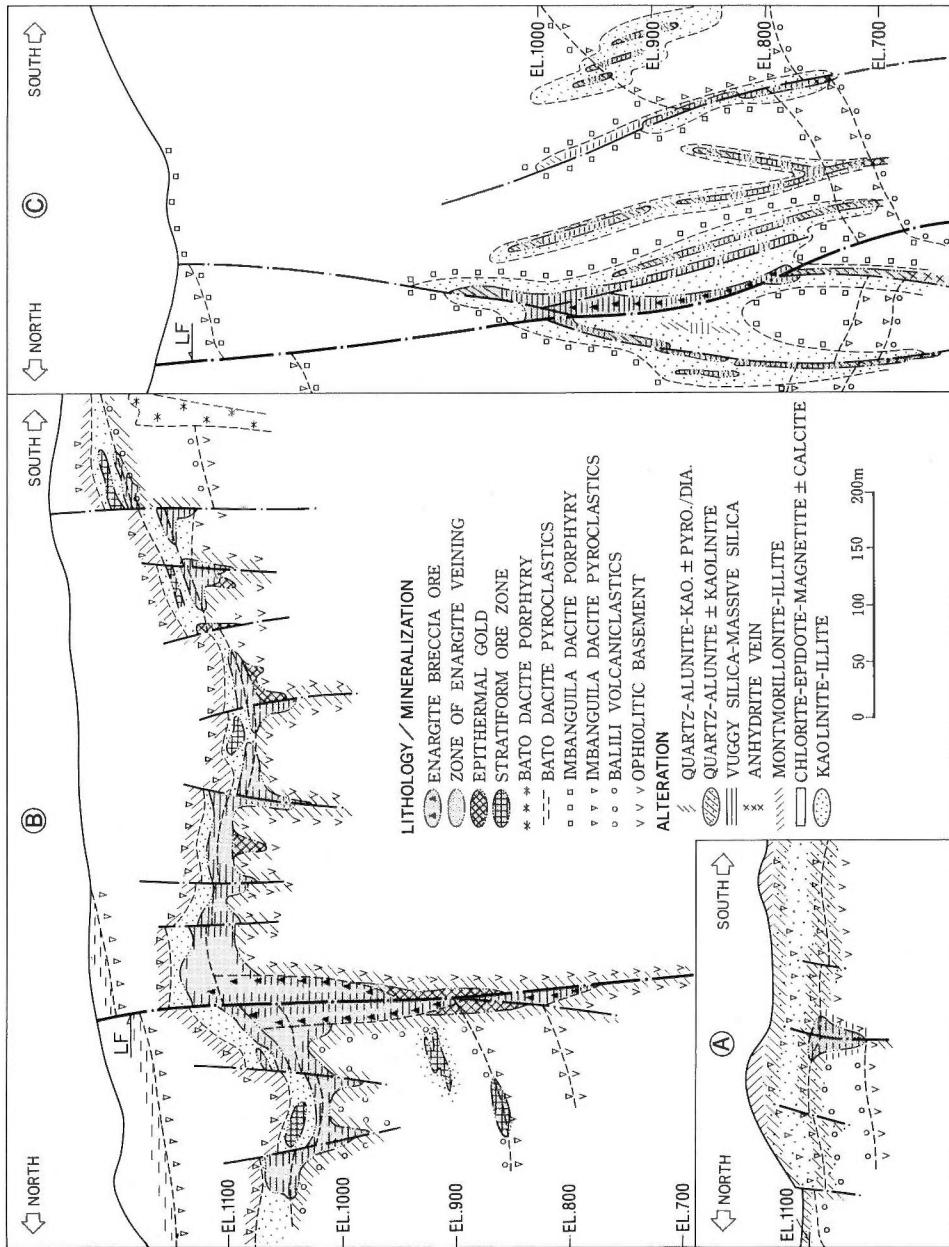 Ⓑ
NORTH
SOUTH
LF
EL.1100
EL.1000
EL.900
EL.800
EL.700
Ⓒ
NORTH
SOUTH
LF
EL.1000
EL.900
EL.800
EL.700
Ⓐ
NORTH
SOUTH
EL.1100
LITHOLOGY / MINERALIZATION
ENARGITE BRECCIA ORE
ZONE OF ENARGITE VEINING
EPITHERMAL GOLD
STRATIFORM ORE ZONE
BATO DACITE PORPHYRY
BATO DACITE PYROCLASTICS
IMBANGUILA DACITE PORPHYRY
IMBANGUILA DACITE PYROCLASTICS
BALILI VOLCANICLASTICS
OPHIOLITIC BASEMENT
ALTERATION
QUARTZ-ALUNITE-KAO. ± PYRO./DIA.
QUARTZ-ALUNITE ± KAOLINITE
VUGGY SILICA-MASSIVE SILICA
ANHYDRITE VEIN
MONTMORILLONITE-ILLITE
CHLORITE-EPIDOTE-MAGNETITE ± CALCITE
KAOLINITE-ILLITE
0 50 100 150 200m